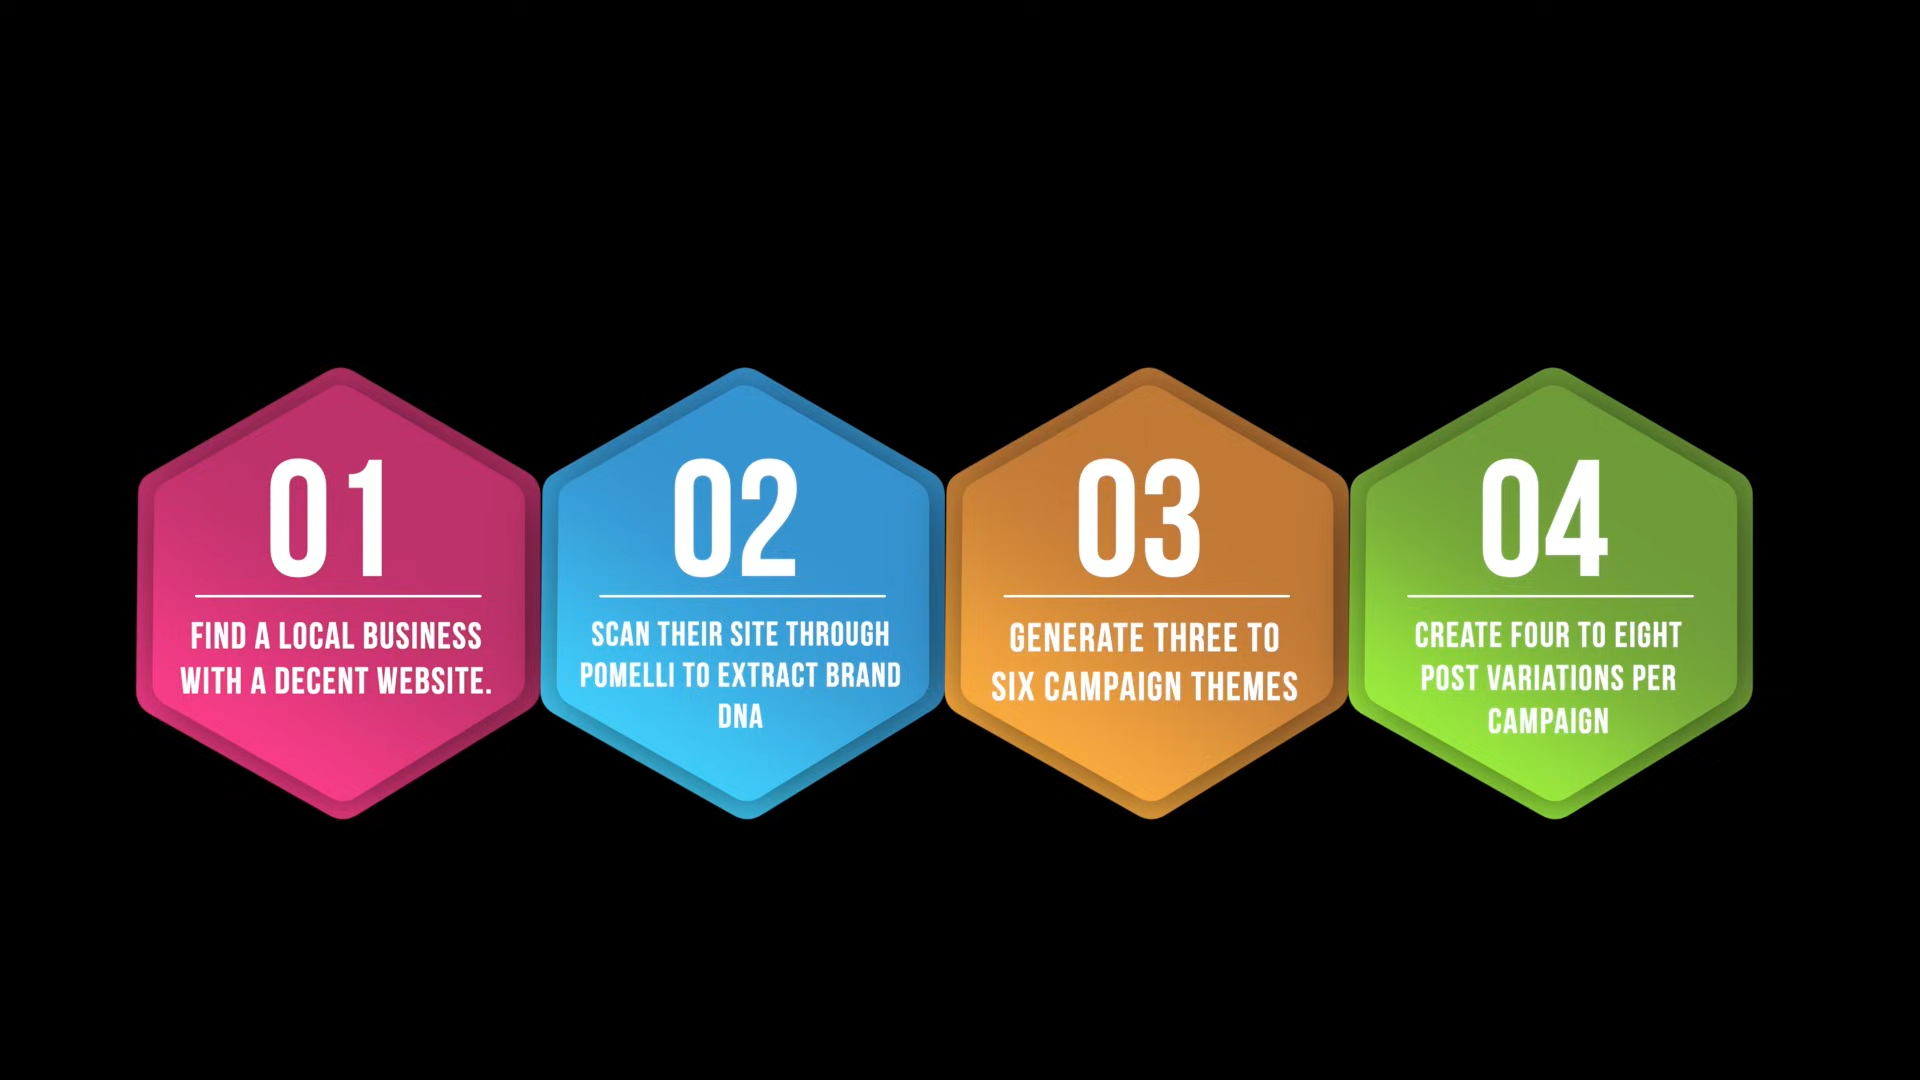 01
FIND A LOCAL BUSINESS
WITH A DECENT WEBSITE.
02
SCAN THEIR SITE THROUGH
POMELLI TO EXTRACT BRAND
DNA
03
GENERATE THREE TO
SIX CAMPAIGN THEMES
04
CREATE FOUR TO EIGHT
POST VARIATIONS PER
CAMPAIGN